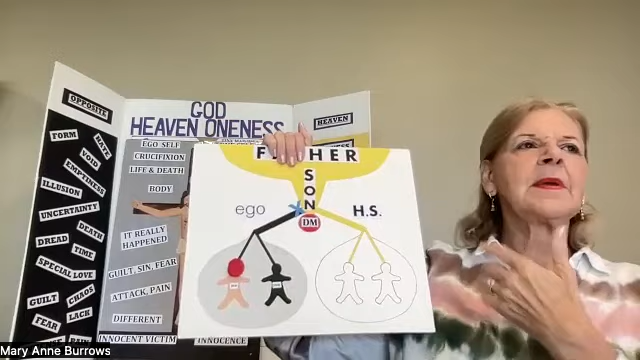 OPPOSITE
FORM
HATE
VOID
EMPTINESS
ILLUSION
UNCERTAINTY
DEATH
DREAD
TIME
SPECIAL LOVE
GUILT
CHAOS
LACK
FEAR
GOD
HEAVEN ONENESS
EGO SELF
CRUCIFIXION
LIFE & DEATH
BODY
IT REALLY
HAPPENED
GUILT, SIN, FEAR
ATTACK, PAIN
DIFFERENT
INNOCENT VICTIM
INNOCENCE
HEAVEN
F HER
SON
ego
H.S.
DM
Mary Anne Burrows